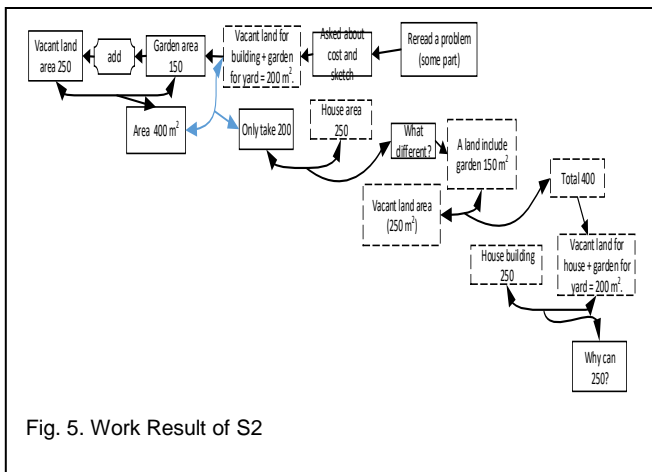 Vacant land
area 250
add
Garden area
150
Vacant land for
building + garden
for yard = 200 m².
Asked about
cost and
sketch
Reread a problem
(some part)
Area 400 m²
Only take 200
House area
250
What
different?
A land include
garden 150 m²
Vacant land area
(250 m²)
Total 400
House building
250
Vacant land for
house + garden for
yard = 200 m².
Why can
250?
Fig. 5. Work Result of S2